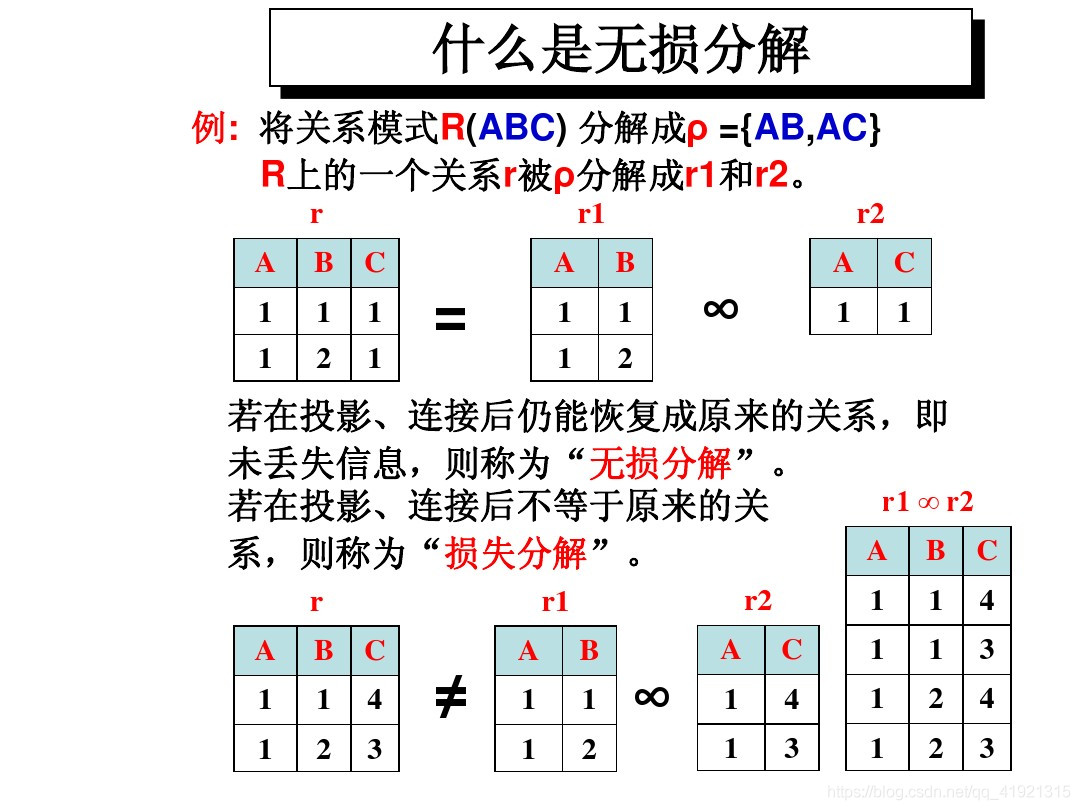 什么是无损分解
例: 将关系模式R(ABC) 分解成ρ ={AB,AC}
R上的一个关系r被ρ分解成r1和r2。
r r1 r2
A B C A B A C
1 1 1 = 1 1 ∞ 1 1
1 2 1 1 2
若在投影、连接后仍能恢复成原来的关系，即
未丢失信息，则称为“无损分解”。
若在投影、连接后不等于原来的关
系，则称为“损失分解”。
r r1 r2
A B C A B A C
1 1 4 ≠ 1 1 ∞ 1 4
1 2 3 1 2 1 3
r1 ∞ r2
A B C
1 1 4
1 1 3
1 2 4
1 2 3
https://blog.csdn.net/qq_41921315